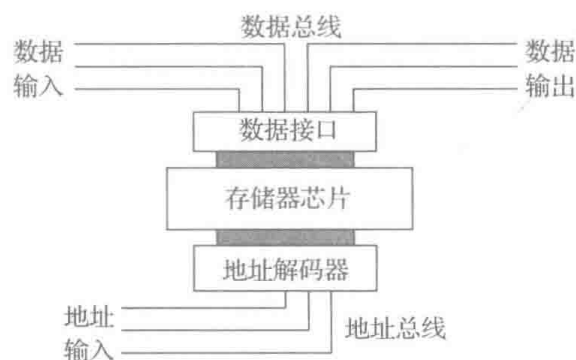 数据总线
数据
输入
数据
输出
数据接口
存储器芯片
地址解码器
地址
输入
地址总线